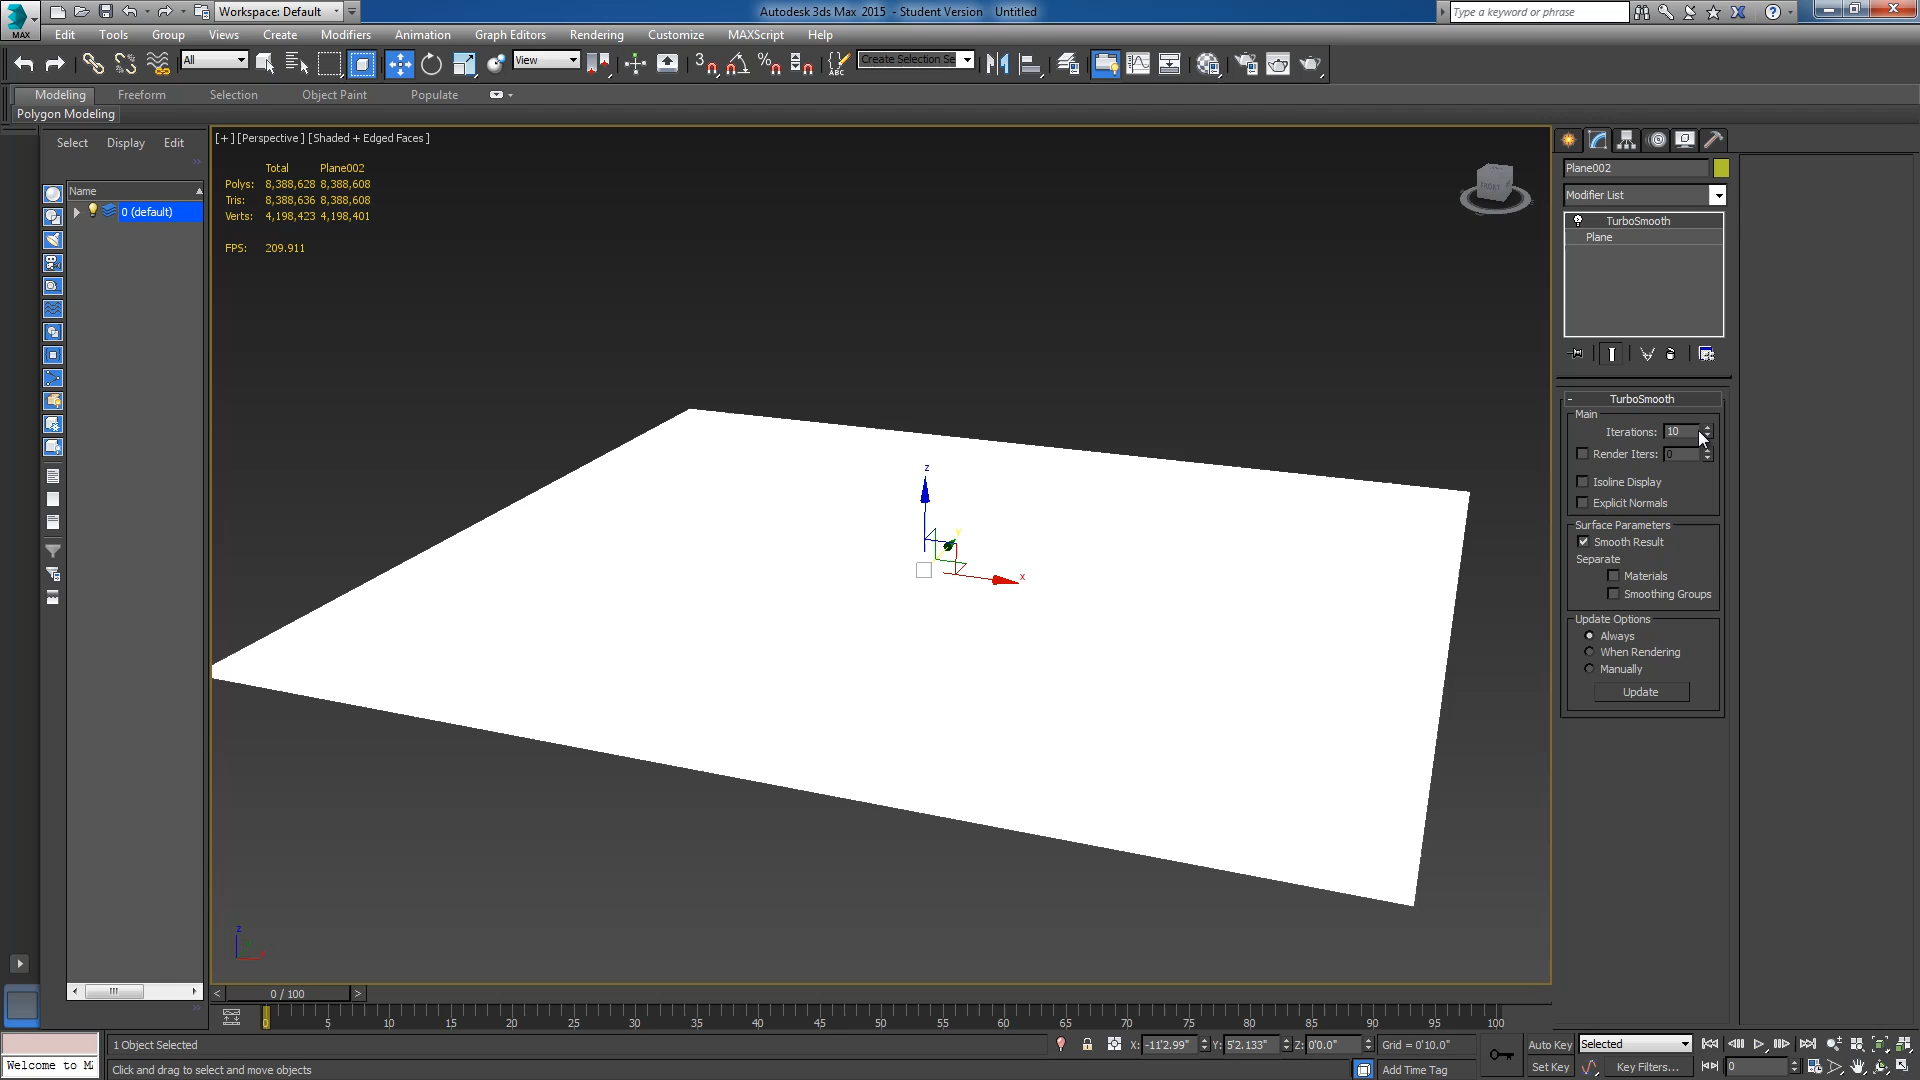 Workspace: Default
Autodesk 3ds Max 2015 - Student Version Untitled
Type a keyword or phrase
MAX
Edit Tools Group Views Create Modifiers Animation Graph Editors Rendering Customize MAXScript Help
All
View
3
ABC
Create Selection Se
Modeling Freeform Selection Object Paint Populate
Polygon Modeling
Select Display Edit
Name
0 (default)
[+] [Perspective ] [Shaded + Edged Faces ]
Total Plane002
Polys: 8,388,628 8,388,608
Tris: 8,388,636 8,388,608
Verts: 4,198,423 4,198,401
FPS: 209.911
FRONT
z
y
x
z
Plane002
Modifier List
TurboSmooth
Plane
- TurboSmooth
Main
Iterations: 10
Render Iters: 0
Isoline Display
Explicit Normals
Surface Parameters
Smooth Result
Separate
Materials
Smoothing Groups
Update Options
Always
When Rendering
Manually
Update
< 0 / 100 >
0 5 10 15 20 25 30 35 40 45 50 55 60 65 70 75 80 85 90 95 100
1 Object Selected
X: -11'2.99" Y: 5'2.133" Z: 0'0.0" Grid = 0'10.0"
Auto Key Selected
Welcome to M
Click and drag to select and move objects
Add Time Tag
Set Key Key Filters... 0